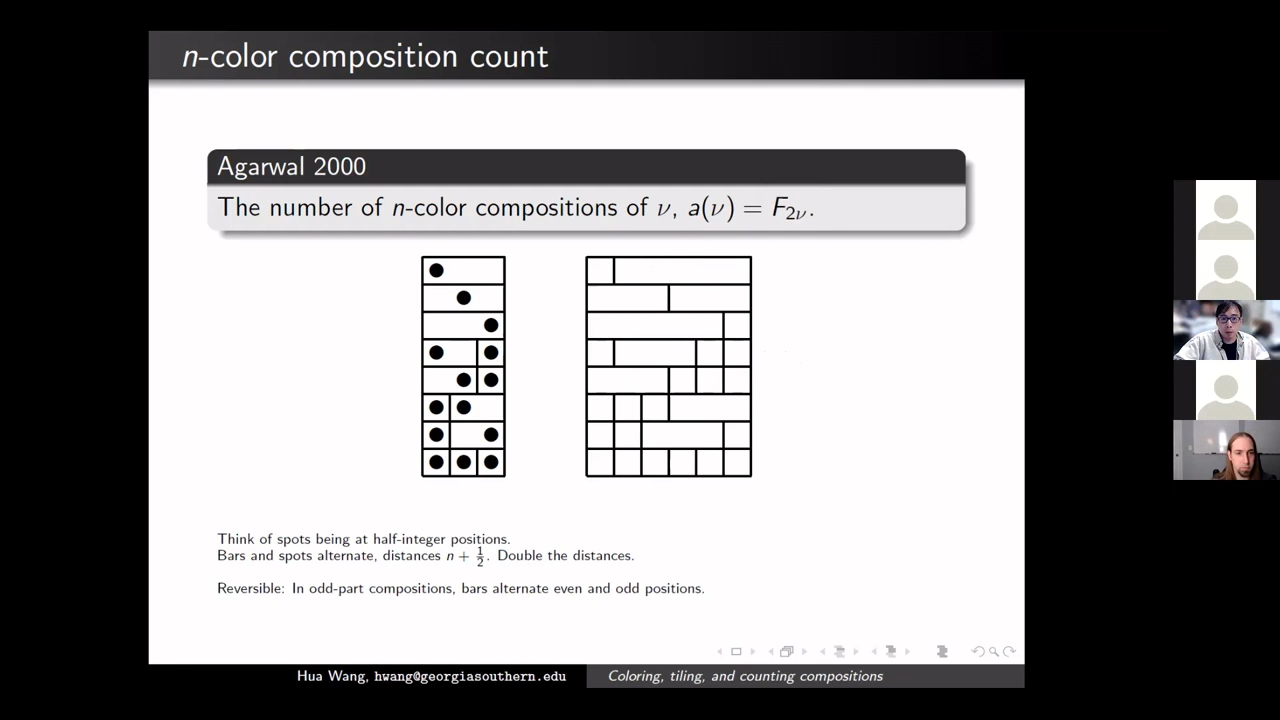 n-color composition count
Agarwal 2000
The number of n-color compositions of ν, a(ν) = F₂ᵥ.
Think of spots being at half-integer positions.
Bars and spots alternate, distances n + 1/2. Double the distances.
Reversible: In odd-part compositions, bars alternate even and odd positions.
Hua Wang, hwang@georgiasouthern.edu
Coloring, tiling, and counting compositions